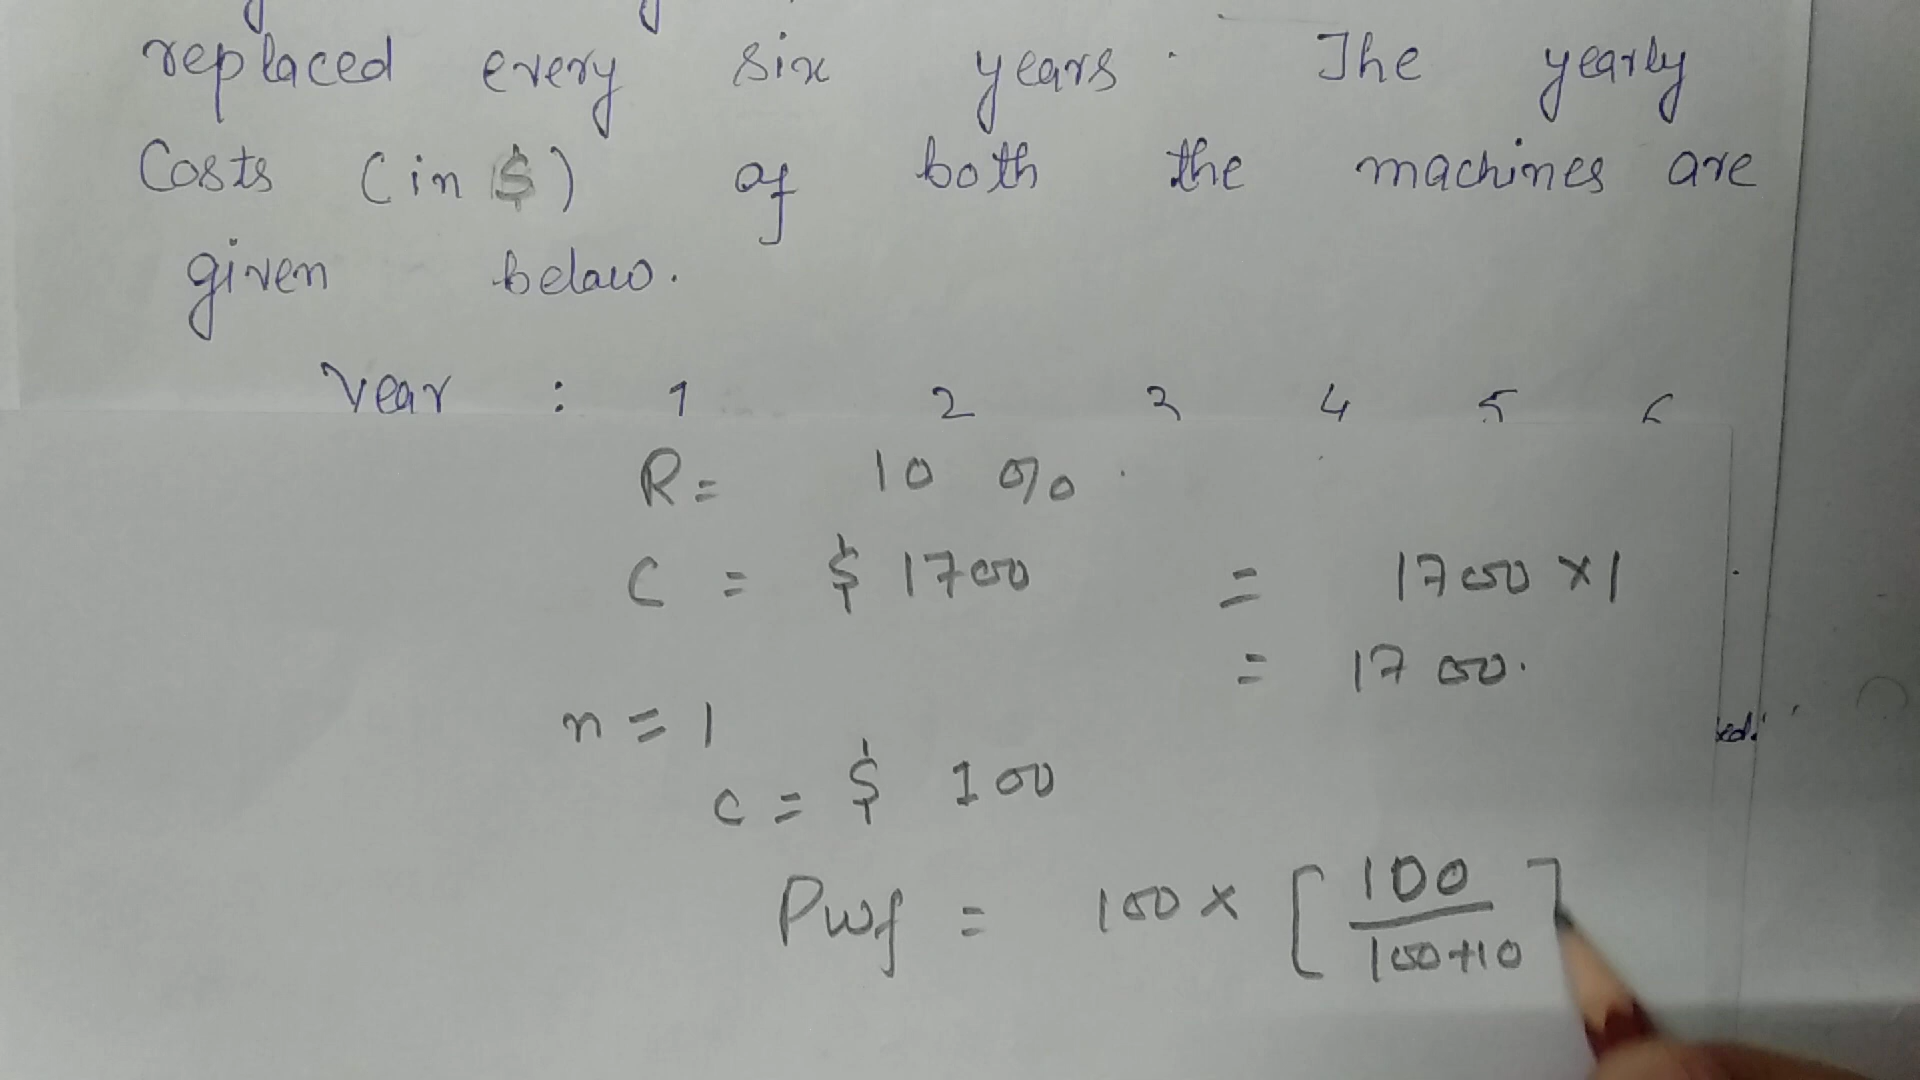 replaced every six years. The yearly
Costs (in $) of both the machines are
given below.
Year : 1 2 3 4 5 6
R = 10 %
C = $ 1700 = 1700 × 1
= 1700.
n = 1
C = $ 100
Pwf = 100 × [ 100 / 100+10 ]